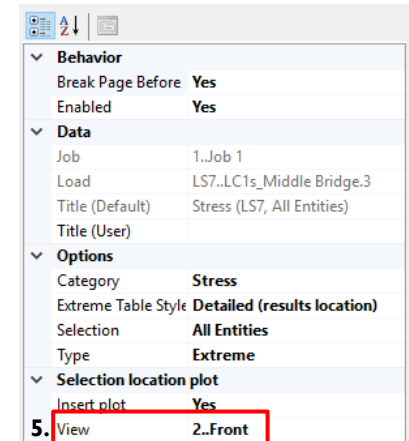 Behavior
Break Page Before Yes
Enabled Yes
Data
Job 1..Job 1
Load LS7..LC1s_Middle Bridge.3
Title (Default) Stress (LS7, All Entities)
Title (User)
Options
Category Stress
Extreme Table Style Detailed (results location)
Selection All Entities
Type Extreme
Selection location plot
Insert plot Yes
5. View 2..Front